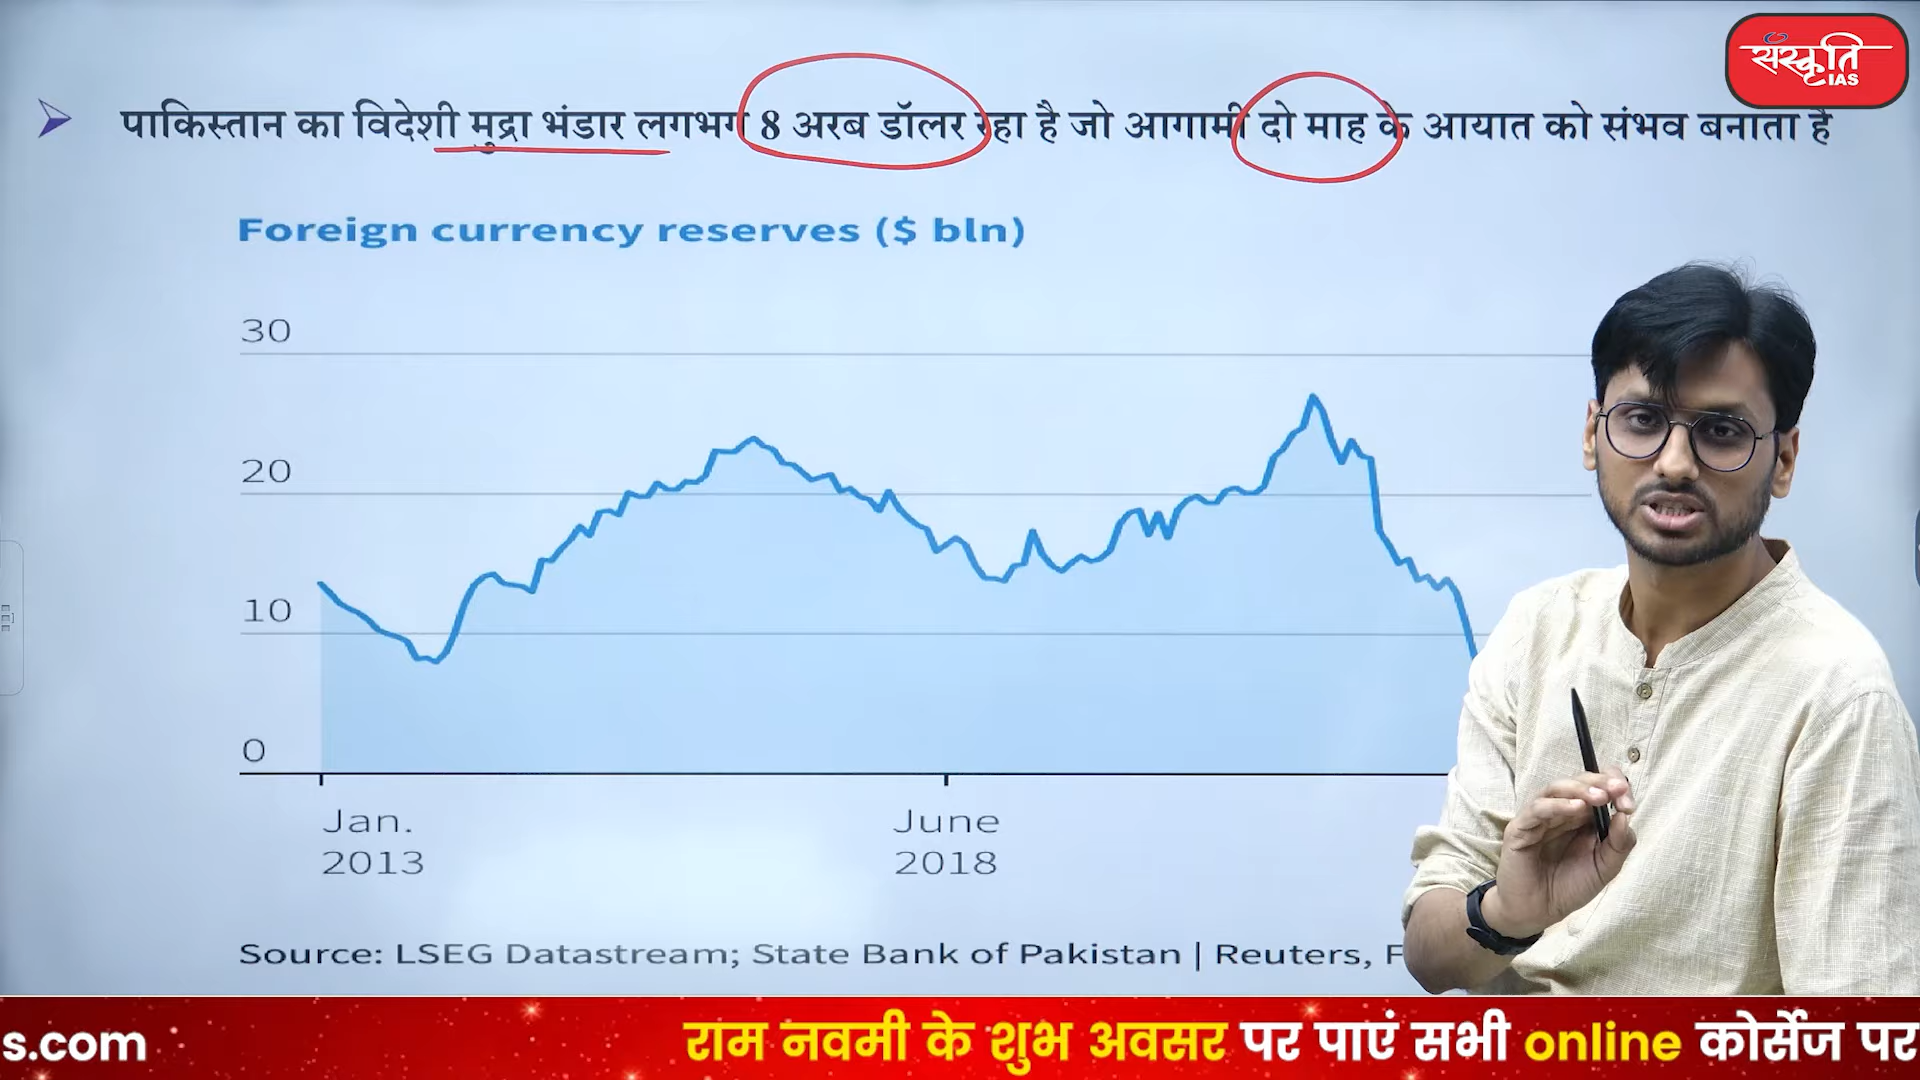 संस्कृति
IAS
पाकिस्तान का विदेशी मुद्रा भंडार लगभग 8 अरब डॉलर रहा है जो आगामी दो माह के आयात को संभव बनाता है
Foreign currency reserves ($ bln)
30
20
10
0
Jan.
2013
June
2018
Source: LSEG Datastream; State Bank of Pakistan | Reuters, F
s.com
राम नवमी के शुभ अवसर पर पाएं सभी online कोर्सेज पर